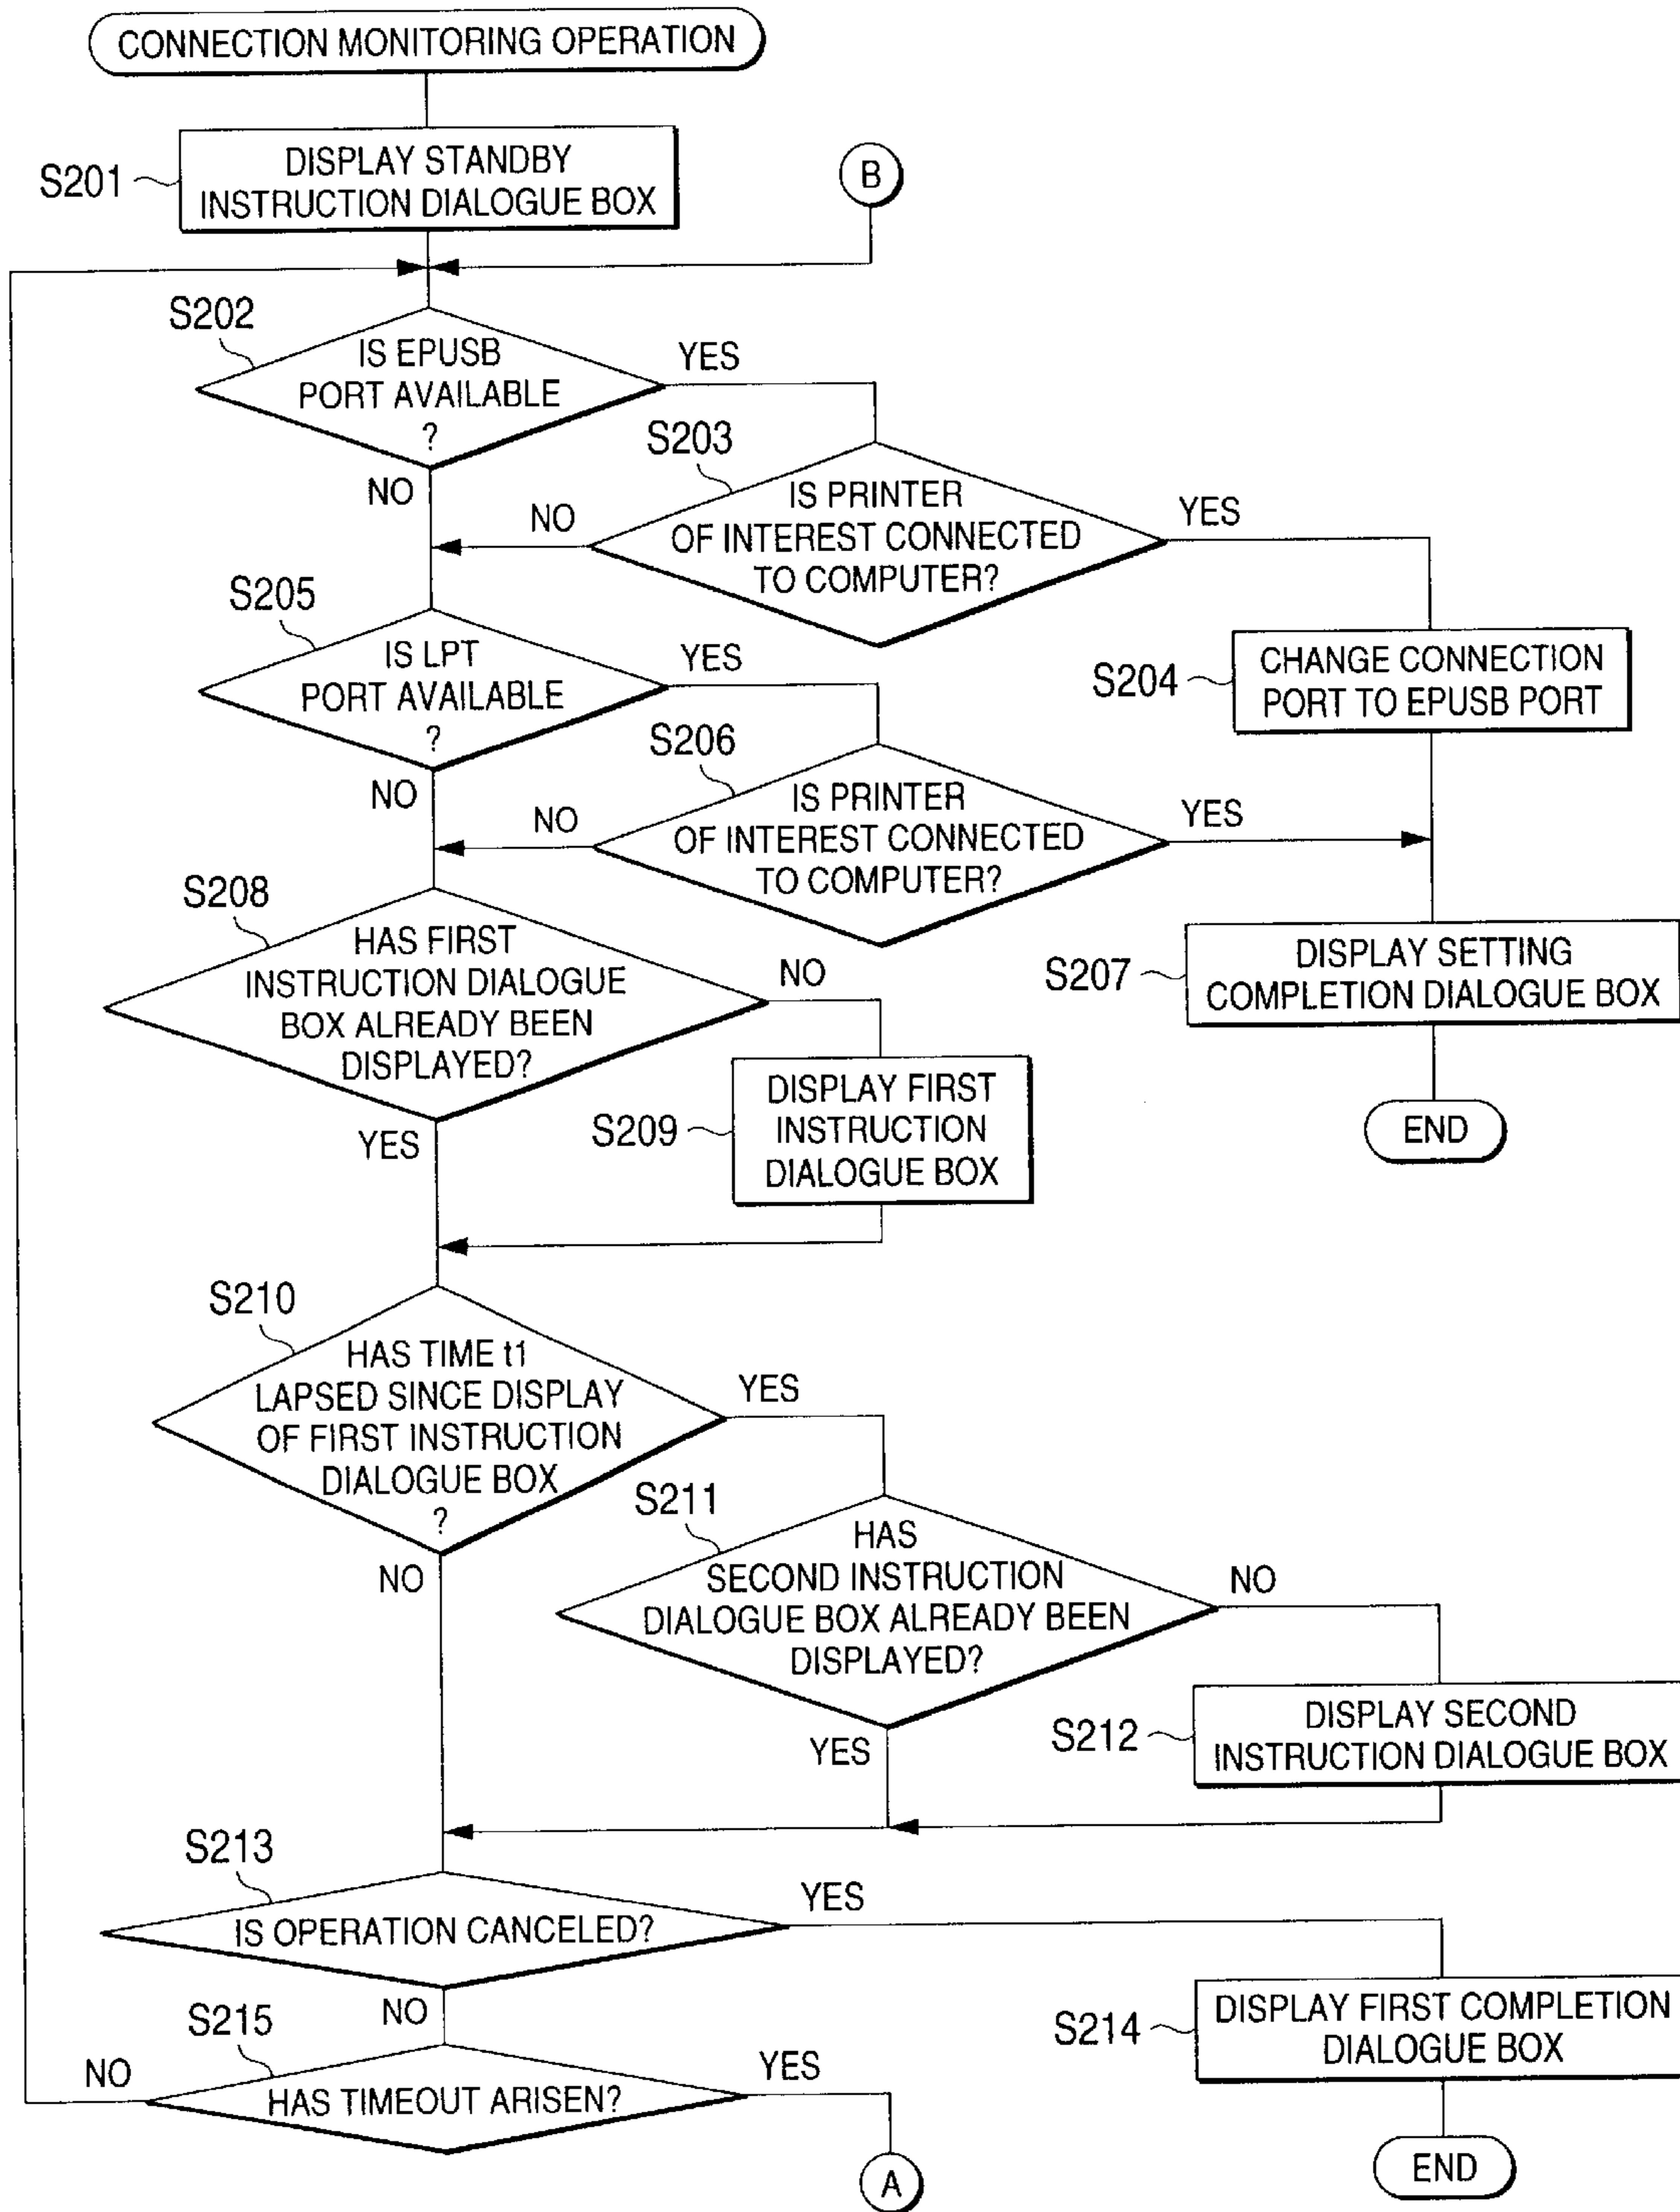 CONNECTION MONITORING OPERATION
S201
DISPLAY STANDBY
INSTRUCTION DIALOGUE BOX
B
S202
IS EPUSB
PORT AVAILABLE
?
YES
NO
S203
IS PRINTER
OF INTEREST CONNECTED
TO COMPUTER?
NO
YES
S204
CHANGE CONNECTION
PORT TO EPUSB PORT
S205
IS LPT
PORT AVAILABLE
?
YES
NO
S206
IS PRINTER
OF INTEREST CONNECTED
TO COMPUTER?
NO
YES
S207
DISPLAY SETTING
COMPLETION DIALOGUE BOX
END
S208
HAS FIRST
INSTRUCTION DIALOGUE
BOX ALREADY BEEN
DISPLAYED?
NO
YES
S209
DISPLAY FIRST
INSTRUCTION
DIALOGUE BOX
S210
HAS TIME t1
LAPSED SINCE DISPLAY
OF FIRST INSTRUCTION
DIALOGUE BOX
?
YES
NO
S211
HAS
SECOND INSTRUCTION
DIALOGUE BOX ALREADY BEEN
DISPLAYED?
NO
YES
S212
DISPLAY SECOND
INSTRUCTION DIALOGUE BOX
S213
IS OPERATION CANCELED?
YES
NO
S214
DISPLAY FIRST COMPLETION
DIALOGUE BOX
END
S215
HAS TIMEOUT ARISEN?
NO
YES
A